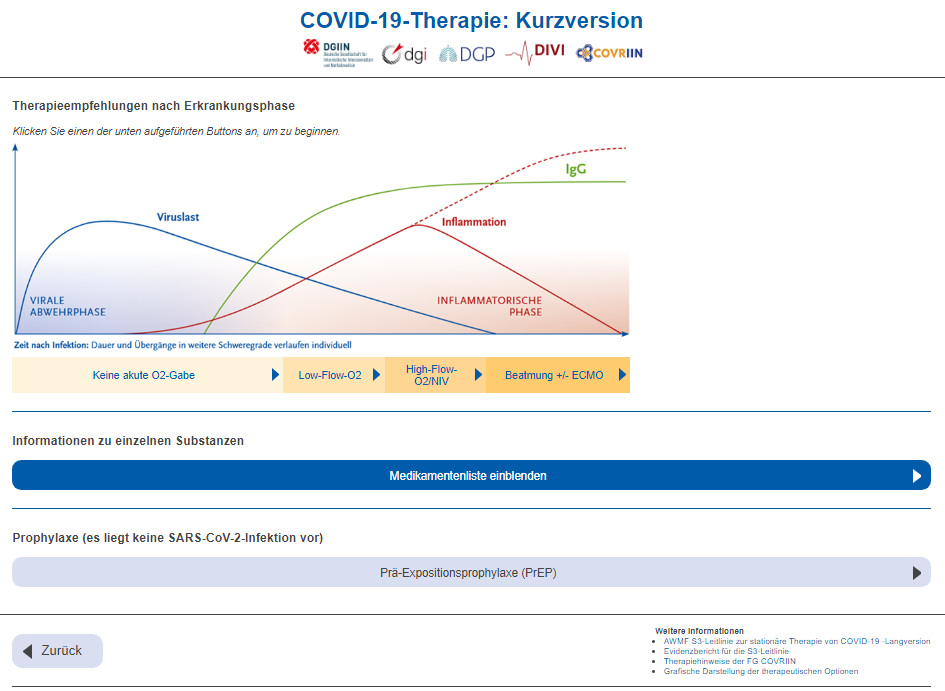 COVID-19-Therapie: Kurzversion
DGIIN
Deutsche Gesellschaft für
Internistische Intensivmedizin
und Notfallmedizin
dgi
DGP
DIVI
COVRIIN
Therapieempfehlungen nach Erkrankungsphase
Klicken Sie einen der unten aufgeführten Buttons an, um zu beginnen.
IgG
Viruslast
Inflammation
VIRALE
ABWEHRPHASE
INFLAMMATORISCHE
PHASE
Zeit nach Infektion: Dauer und Übergänge in weitere Schweregrade verlaufen individuell
Keine akute O2-Gabe
Low-Flow-O2
High-Flow-
O2/NIV
Beatmung +/- ECMO
Informationen zu einzelnen Substanzen
Medikamentenliste einblenden
Prophylaxe (es liegt keine SARS-CoV-2-Infektion vor)
Prä-Expositionsprophylaxe (PrEP)
Zurück
Weitere Informationen
AWMF S3-Leitlinie zur stationäre Therapie von COVID-19 -Langversion
Evidenzbericht für die S3-Leitlinie
Therapiehinweise der FG COVRIIN
Grafische Darstellung der therapeutischen Optionen